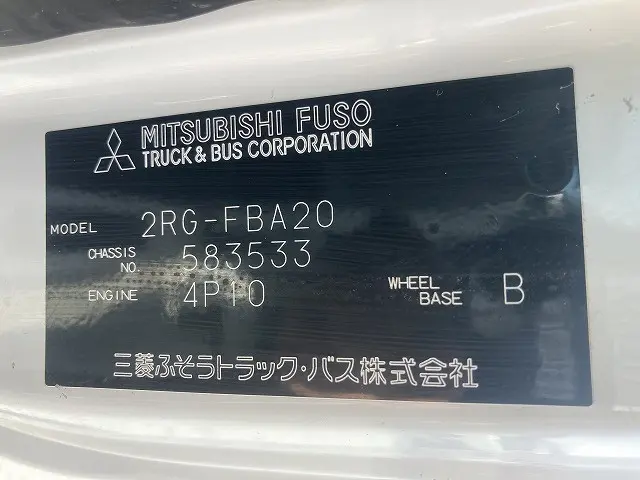 MITSUBISHI FUSO
TRUCK & BUS CORPORATION
MODEL 2RG-FBA20
CHASSIS NO. 583533
ENGINE 4P10 WHEEL BASE B
三菱ふそうトラック・バス株式会社